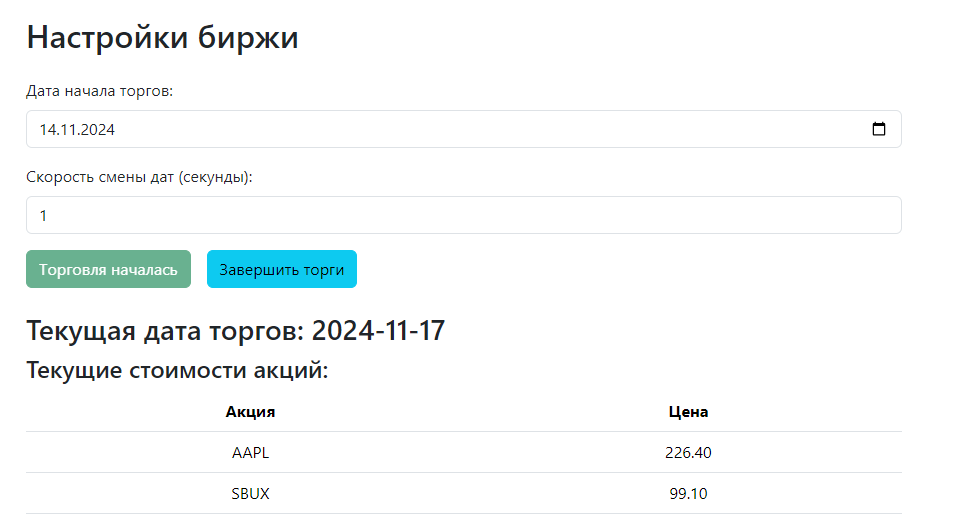 Настройки биржи
Дата начала торгов:
14.11.2024
Скорость смены дат (секунды):
1
Торговля началась Завершить торги
Текущая дата торгов: 2024-11-17
Текущие стоимости акций:
Акция Цена
AAPL 226.40
SBUX 99.10